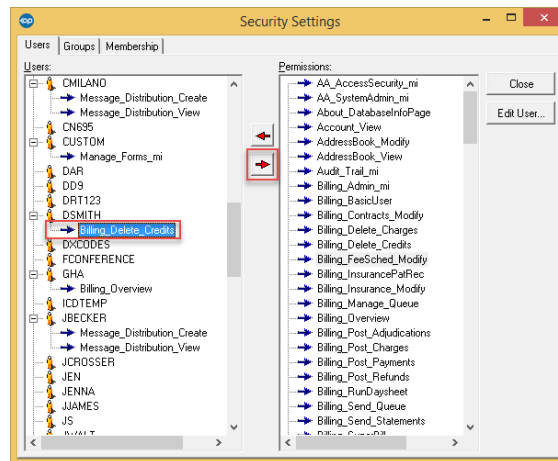 Security Settings
Users
Groups
Membership
Users:
CMILANO
Message_Distribution_Create
Message_Distribution_View
CN695
CUSTOM
Manage_Forms_mi
DAR
DD9
DRT123
DSMITH
Billing_Delete_Credits
DXCODES
FCONFERENCE
GHA
Billing_Overview
ICDTEMP
JBECKER
Message_Distribution_Create
Message_Distribution_View
JCROSSER
JEN
JENNA
JJAMES
JS
Permissions:
AA_AccessSecurity_mi
AA_SystemAdmin_mi
About_DatabaseInfoPage
Account_View
AddressBook_Modify
AddressBook_View
Audit_Trail_mi
Billing_Admin_mi
Billing_BasicUser
Billing_Contracts_Modify
Billing_Delete_Charges
Billing_Delete_Credits
Billing_FeeSched_Modify
Billing_InsurancePatRec
Billing_Insurance_Modify
Billing_Manage_Queue
Billing_Overview
Billing_Post_Adjudications
Billing_Post_Charges
Billing_Post_Payments
Billing_Post_Refunds
Billing_RunDaysheet
Billing_Send_Queue
Billing_Send_Statements
Close
Edit User...